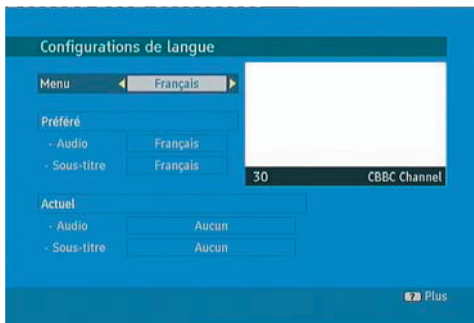 Configurations de langue
Menu Français
Préféré
- Audio Français
- Sous-titre Français
30 CBBC Channel
Actuel
- Audio Aucun
- Sous-titre Aucun
? Plus